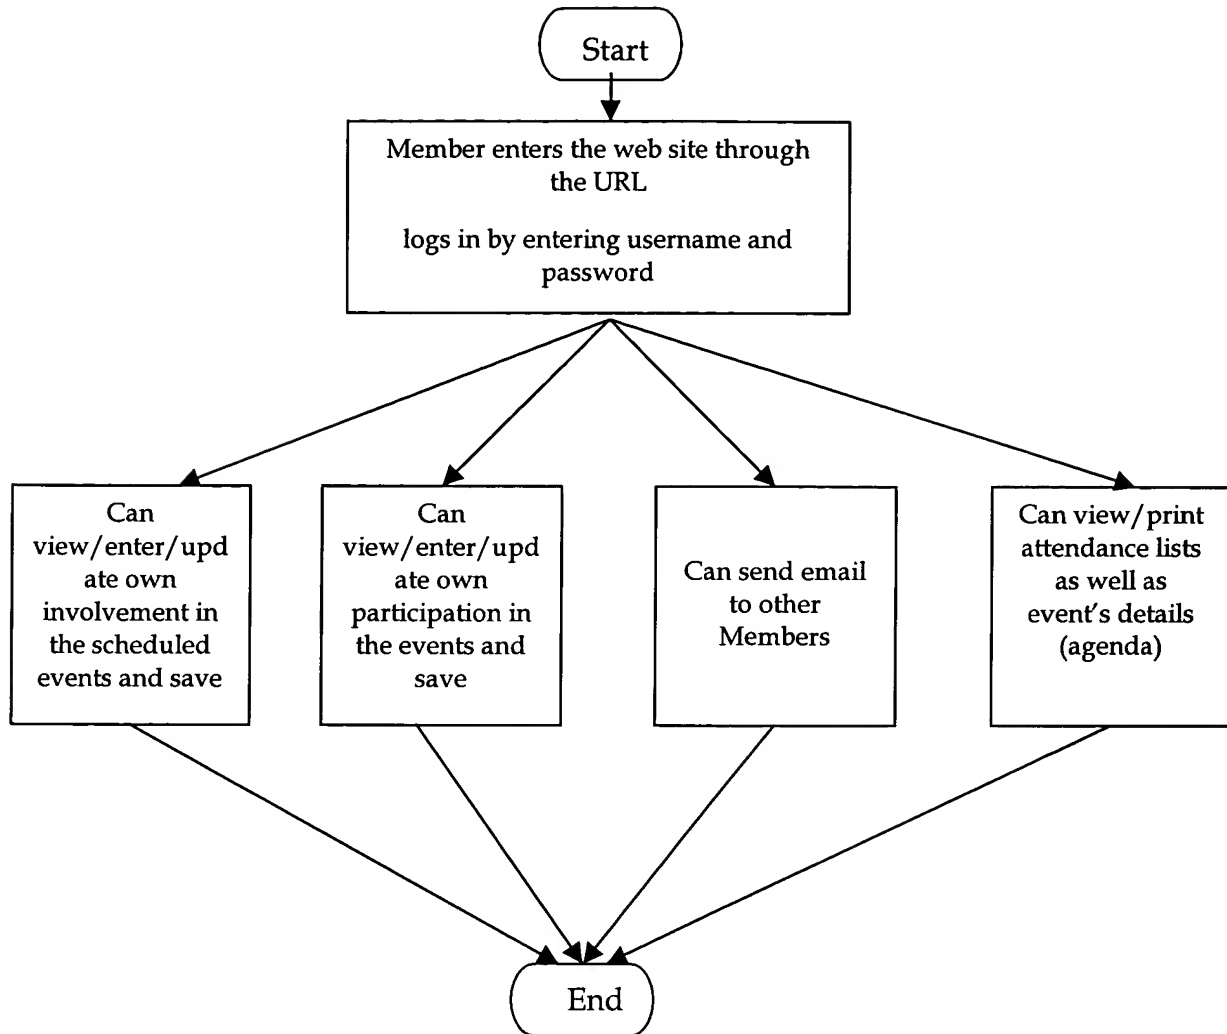 Start
Member enters the web site through
the URL
logs in by entering username and
password
Can
view/enter/upd
ate own
involvement in
the scheduled
events and save
Can
view/enter/upd
ate own
participation in
the events and
save
Can send email
to other
Members
Can view/print
attendance lists
as well as
event's details
(agenda)
End